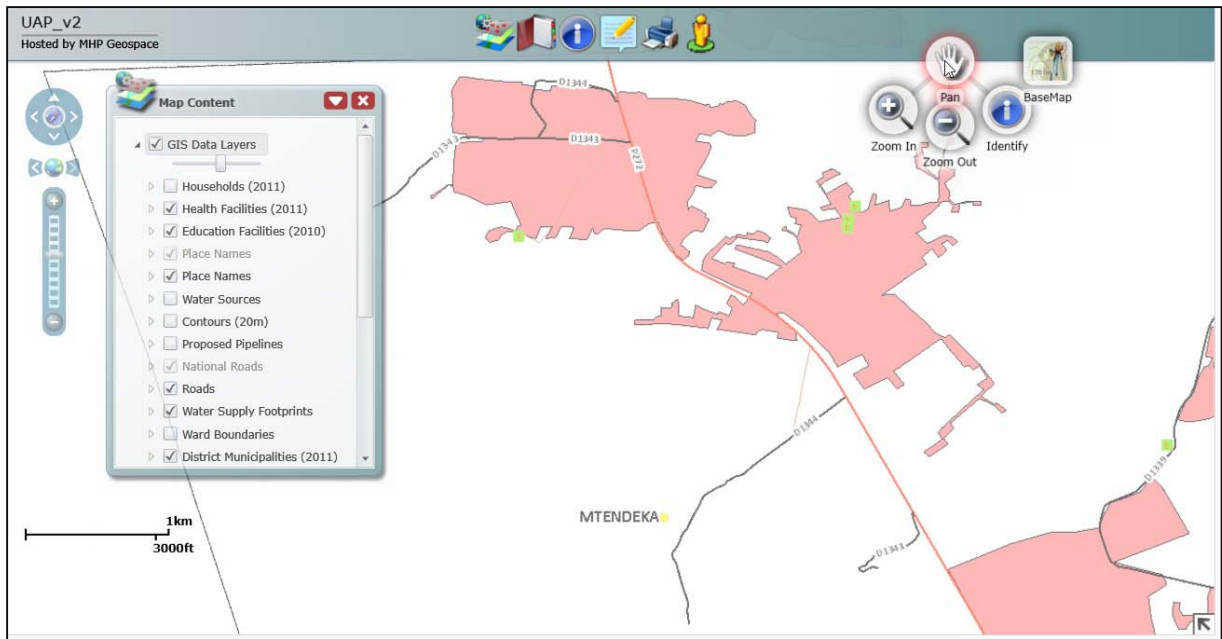 UAP_v2
Hosted by MHP Geospace
Pan
BaseMap
Zoom In
Zoom Out
Identify
Map Content
GIS Data Layers
Households (2011)
Health Facilities (2011)
Education Facilities (2010)
Place Names
Place Names
Water Sources
Contours (20m)
Proposed Pipelines
National Roads
Roads
Water Supply Footprints
Ward Boundaries
District Municipalities (2011)
D1344
D1343
D1343
P272
D1344
D1339
MTENDEKA
D1343
1km
3000ft